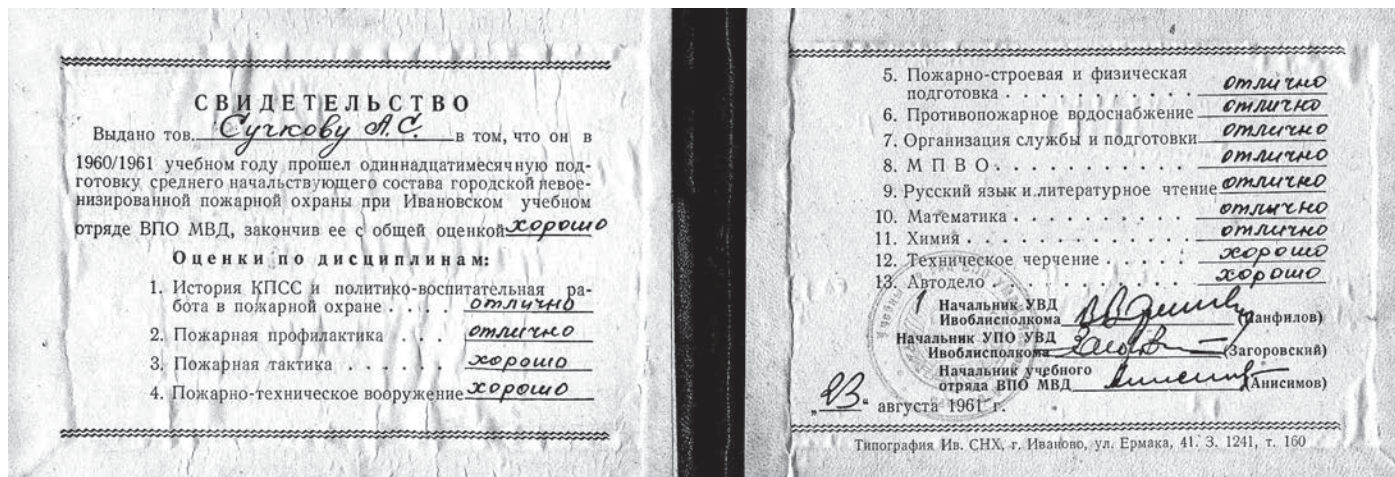 СВИДЕТЕЛЬСТВО
Выдано тов. Сучкову А.С. в том, что он в
1960/1961 учебном году прошел одиннадцатимесячную под-
готовку среднего начальствующего состава городской невое-
низированной пожарной охраны при Ивановском учебном
отряде ВПО МВД, закончив ее с общей оценкой хорошо
Оценки по дисциплинам:
1. История КПСС и политико-воспитательная ра-
бота в пожарной охране . . . . отлично
2. Пожарная профилактика . . . отлично
3. Пожарная тактика . . . . . . хорошо
4. Пожарно-техническое вооружение хорошо
5. Пожарно-строевая и физическая
подготовка . . . . . . . . . . отлично
6. Противопожарное водоснабжение отлично
7. Организация службы и подготовки отлично
8. М П В О . . . . . . . . . . отлично
9. Русский язык и литературное чтение отлично
10. Математика . . . . . . . . . отлично
11. Химия . . . . . . . . . . . отлично
12. Техническое черчение . . . . . хорошо
13. Автодело . . . . . . . . . . хорошо
Начальник УВД
Ивоблисполкома (Панфилов)
Начальник УПО УВД
Ивоблисполкома (Загоровский)
Начальник учебного
отряда ВПО МВД (Анисимов)
„23“ августа 1961 г.
Типография Ив. СНХ, г. Иваново, ул. Ермака, 41. З. 1241, т. 160